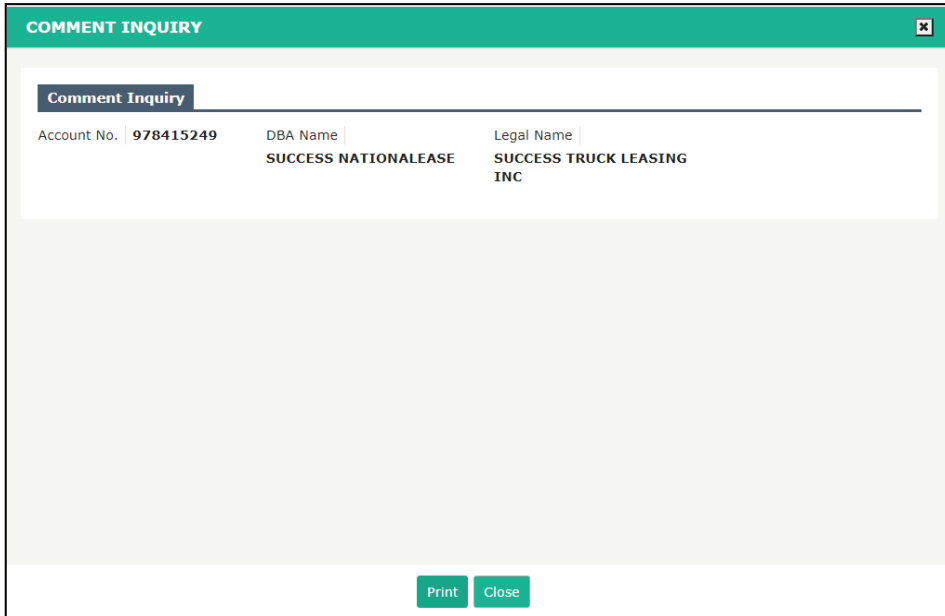 COMMENT INQUIRY
Comment Inquiry
Account No. 978415249 DBA Name Legal Name
SUCCESS NATIONALEASE SUCCESS TRUCK LEASING
INC
Print Close